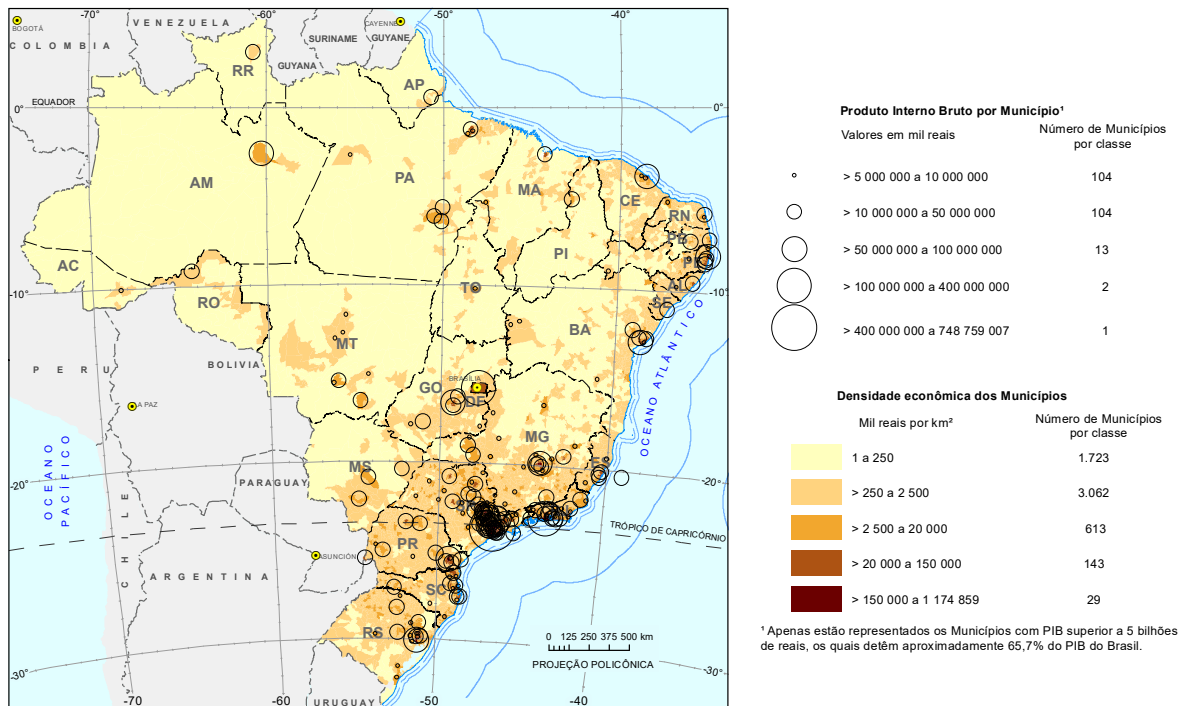 -70°
-60°
-50°
-40°
BOGOTÁ
VENEZUELA
CAYENNE
COLOMBIA
SURINAME
GUYANE
GUYANA
RR
AP
EQUADOR
0°
0°
AM
PA
MA
CE
RN
PB
PI
AC
-10°
-10°
RO
TO
AL
SE
BA
MT
PERU
BOLIVIA
OCEANO ATLÂNTICO
GO
BRASÍLIA
DF
A PAZ
MG
MS
ES
-20°
-20°
OCEANO
PACÍFICO
PARAGUAY
CHILE
TRÓPICO DE CAPRICÓRNIO
PR
ASUNCIÓN
ARGENTINA
SC
RS
0 125 250 375 500 km
PROJEÇÃO POLICÔNICA
-30°
-30°
URUGUAY
-70°
-60°
-50°
-40°
Produto Interno Bruto por Município¹
Valores em mil reais
Número de Municípios
por classe
> 5 000 000 a 10 000 000 104
> 10 000 000 a 50 000 000 104
> 50 000 000 a 100 000 000 13
> 100 000 000 a 400 000 000 2
> 400 000 000 a 748 759 007 1
Densidade econômica dos Municípios
Mil reais por km²
Número de Municípios
por classe
1 a 250 1.723
> 250 a 2 500 3.062
> 2 500 a 20 000 613
> 20 000 a 150 000 143
> 150 000 a 1 174 859 29
¹ Apenas estão representados os Municípios com PIB superior a 5 bilhões
de reais, os quais detêm aproximadamente 65,7% do PIB do Brasil.